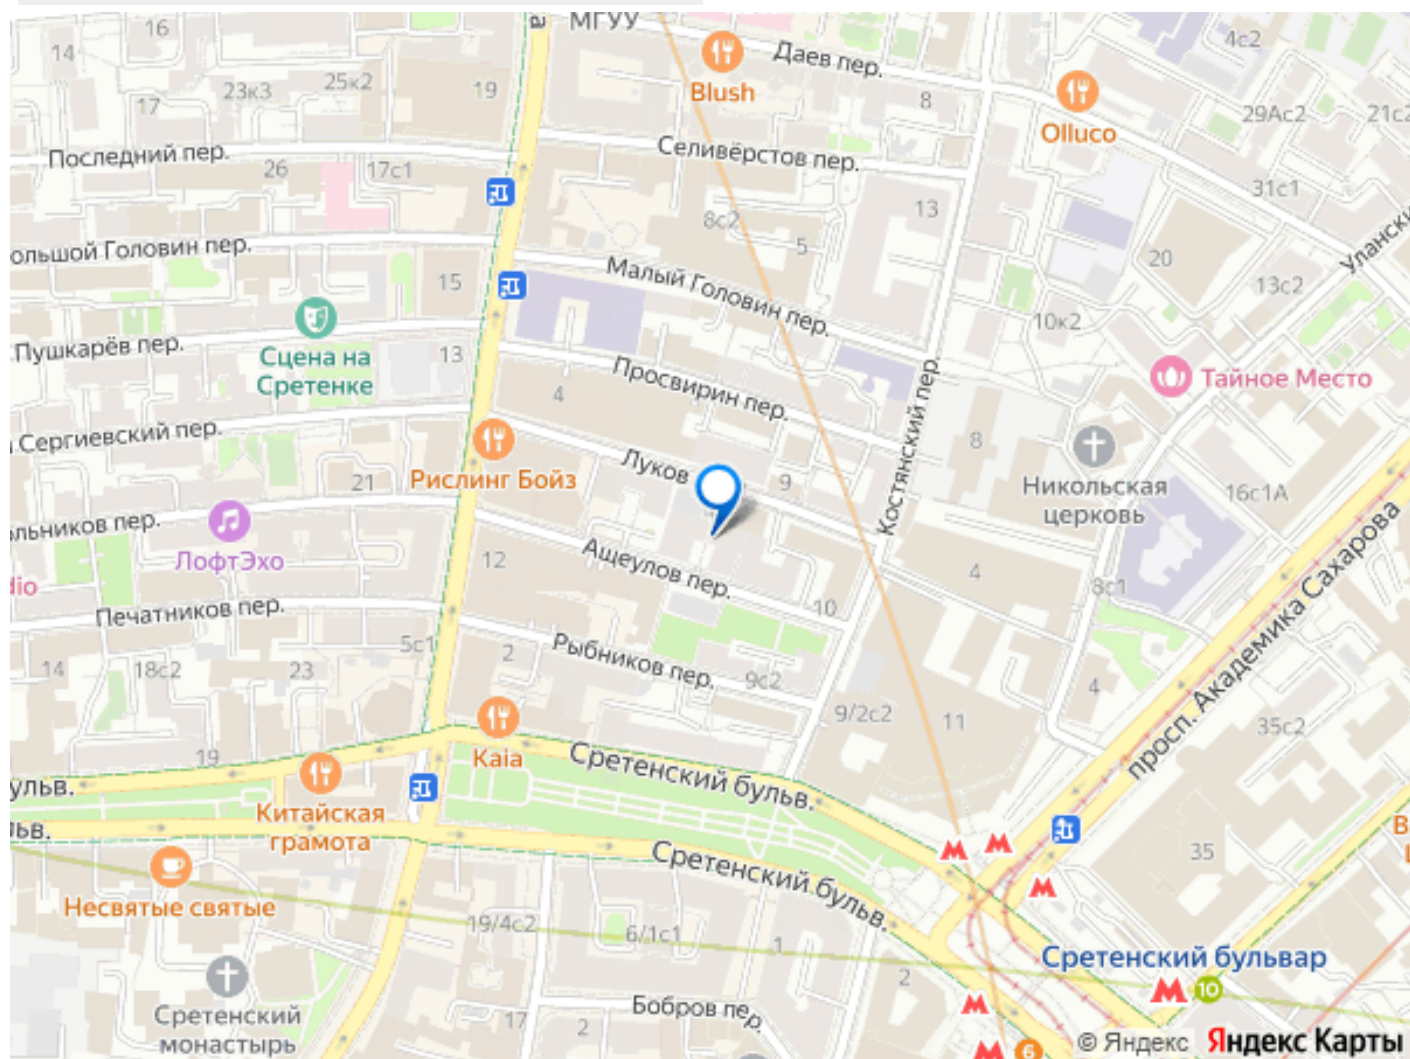 а
МГУУ
16
14
23к3
25к2
17
19
Blush
Даев пер.
4с2
8
Olluco
29Ас2
21с2
Последний пер.
26
17с1
Селивёрстов пер.
31с1
13
8с2
5
ольшой Головин пер.
Малый Головин пер.
20
Улански
13с2
15
10к2
Пушкарёв пер.
Сцена на
Сретенке
13
Просвирин пер.
4
Костянский пер.
Тайное Место
Сергиевский пер.
8
Рислинг Бойз
21
Луков
9
Никольская
церковь
16с1А
ольников пер.
ЛофтЭхо
12
Ащеулов пер.
10
4
8с1
просп. Академика Сахарова
dio
Печатников пер.
5с1
2
Рыбников пер.
9с2
14
18с2
23
4
9/2с2
11
35с2
19
Kaia
Сретенский бульв.
ульв.
Китайская
грамота
ьв.
Сретенский бульв.
35
В
Несвятые святые
19/4с2
6/1с1
1
2
Сретенский бульвар
10
Сретенский
монастырь
17
2
Бобров пер.
6
© Яндекс Яндекс Карты